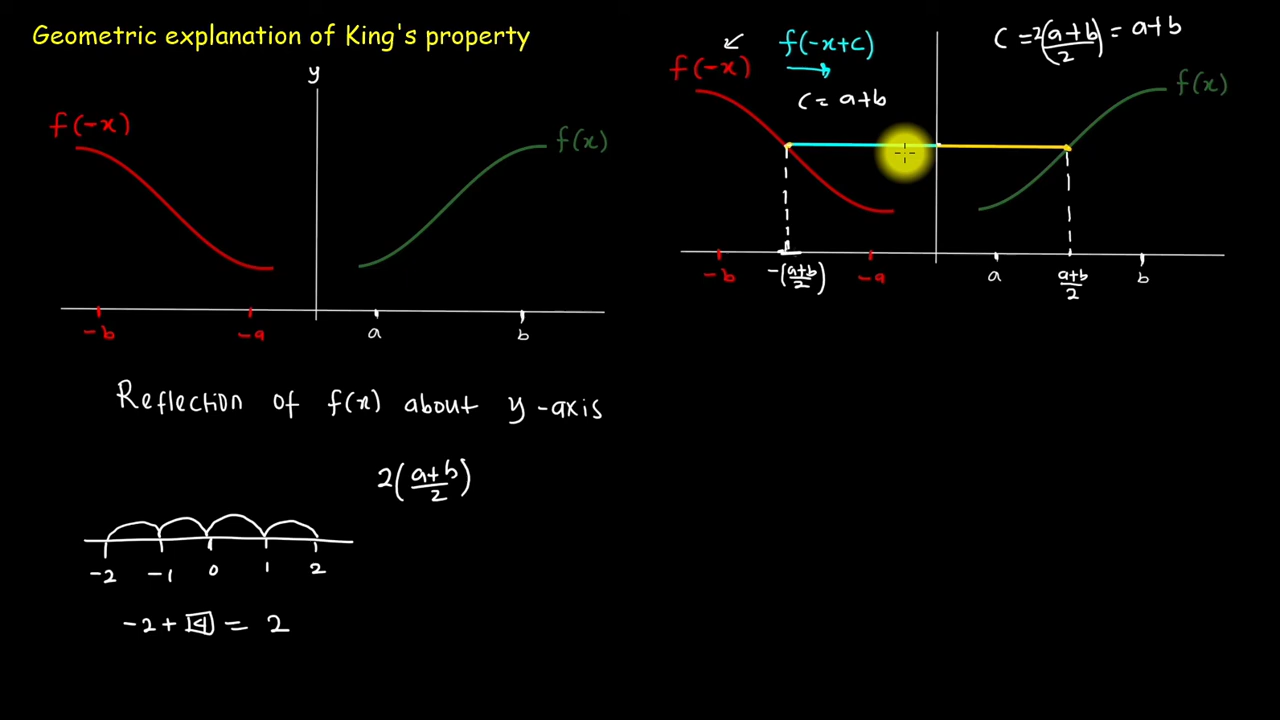 Geometric explanation of King's property
y
f(-x)
f(x)
-b
-a
a
b
Reflection of f(x) about y-axis
2(a+b/2)
-2 -1 0 1 2
-2 + 4 = 2
f(-x+c)
c = 2(a+b/2) = a+b
f(-x)
c = a+b
f(x)
-b
-(a+b/2)
-a
a
a+b/2
b